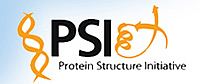 PSI
Protein Structure Initiative